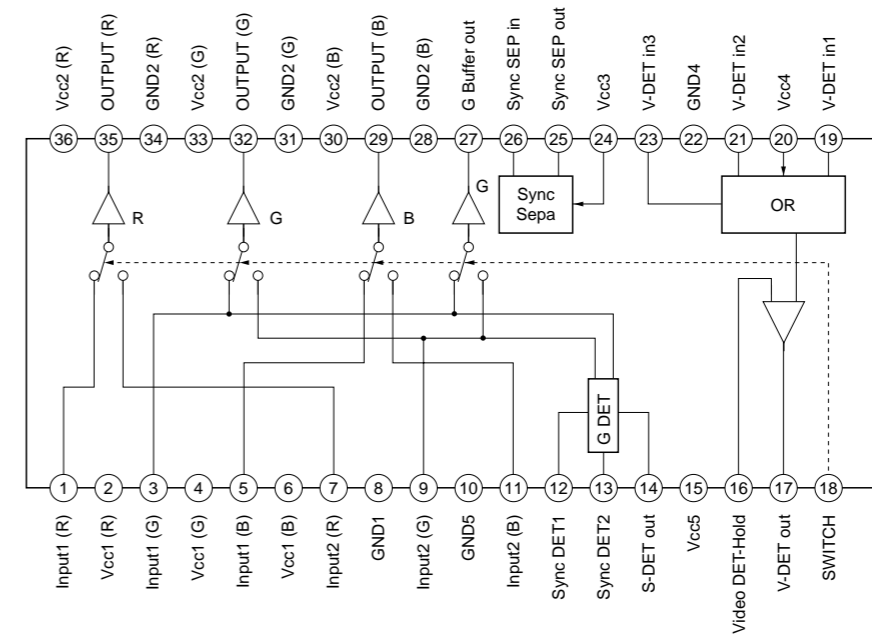 Vcc2 (R)
OUTPUT (R)
GND2 (R)
Vcc2 (G)
OUTPUT (G)
GND2 (G)
Vcc2 (B)
OUTPUT (B)
GND2 (B)
G Buffer out
Sync SEP in
Sync SEP out
Vcc3
V-DET in3
GND4
V-DET in2
Vcc4
V-DET in1
36
35
34
33
32
31
30
29
28
27
26
25
24
23
22
21
20
19
R
G
B
G
Sync
Sepa
OR
G DET
1
2
3
4
5
6
7
8
9
10
11
12
13
14
15
16
17
18
Input1 (R)
Vcc1 (R)
Input1 (G)
Vcc1 (G)
Input1 (B)
Vcc1 (B)
Input2 (R)
GND1
Input2 (G)
GND5
Input2 (B)
Sync DET1
Sync DET2
S-DET out
Vcc5
Video DET-Hold
V-DET out
SWITCH